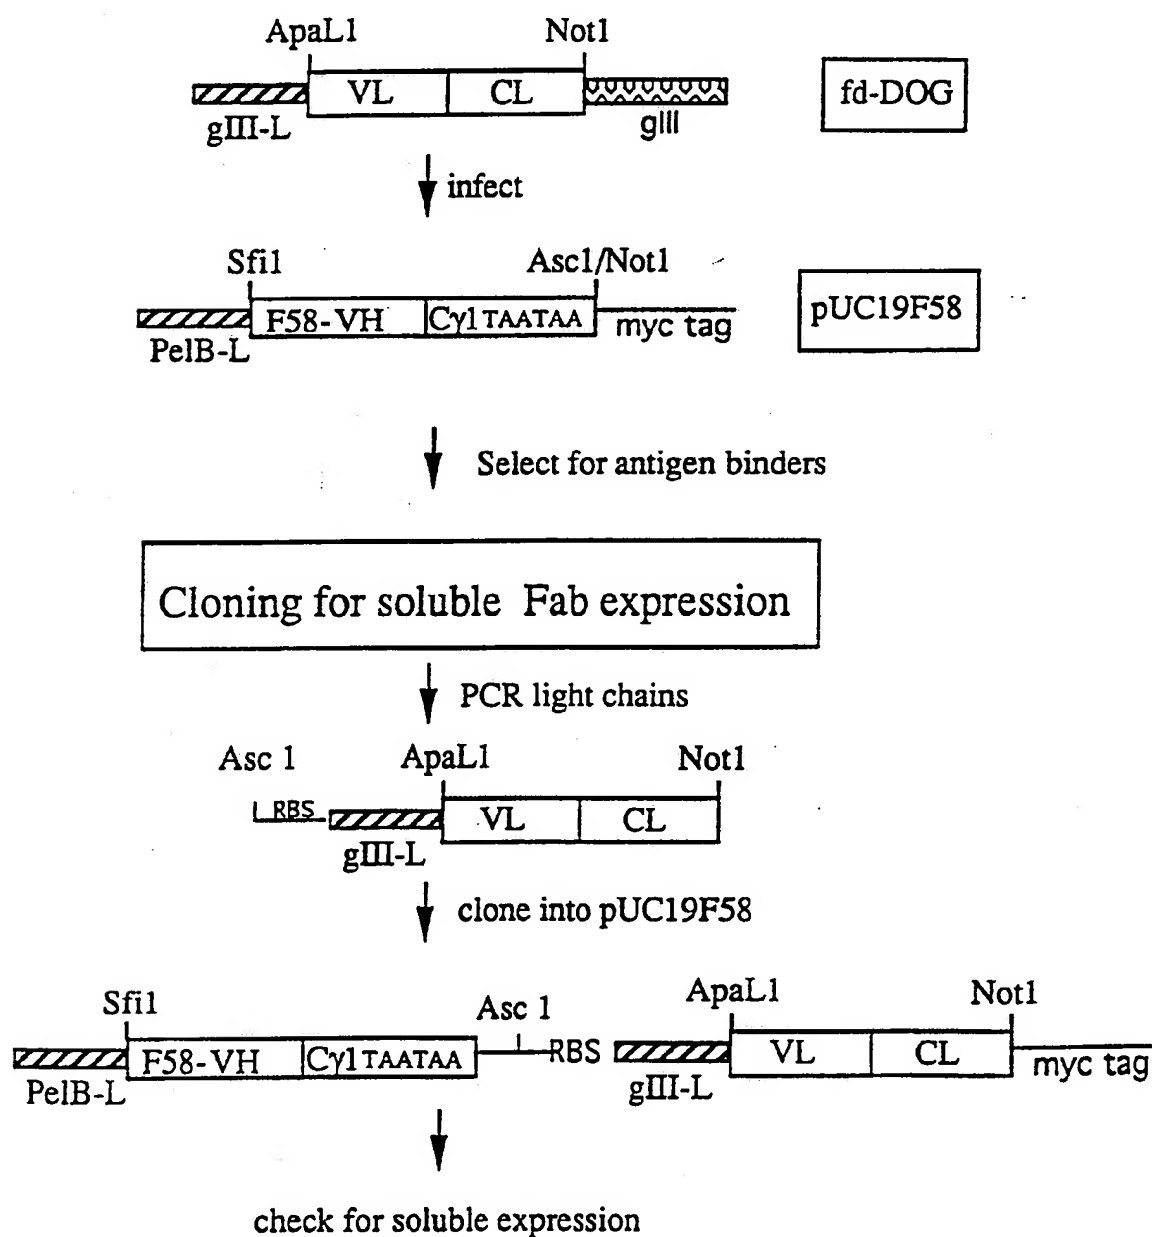 ApaL1 Not1
VL CL fd-DOG
gIII-L gIII
infect
Sfi1 Asc1/Not1
F58-VH Cγ1 TAATAA pUC19F58
PelB-L myc tag
Select for antigen binders
Cloning for soluble Fab expression
PCR light chains
Asc 1 ApaL1 Not1
RBS VL CL
gIII-L
clone into pUC19F58
Sfi1 Asc 1 ApaL1 Not1
F58-VH Cγ1 TAATAA RBS VL CL myc tag
PelB-L gIII-L
check for soluble expression